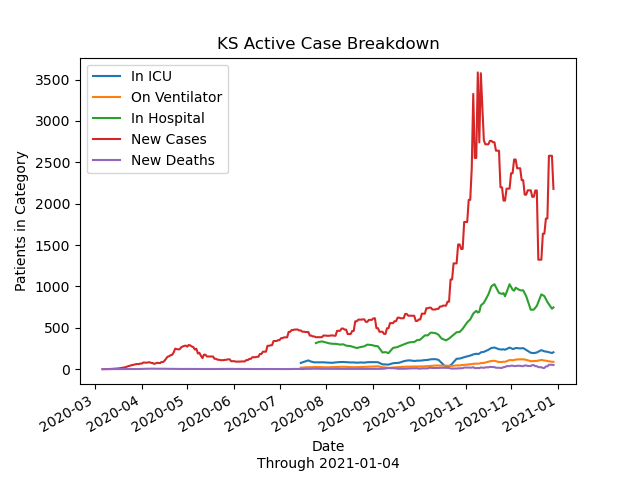 KS Active Case Breakdown
In ICU
On Ventilator
In Hospital
New Cases
New Deaths
Patients in Category
3500
3000
2500
2000
1500
1000
500
0
2020-03
2020-04
2020-05
2020-06
2020-07
2020-08
2020-09
2020-10
2020-11
2020-12
2021-01
Date
Through 2021-01-04